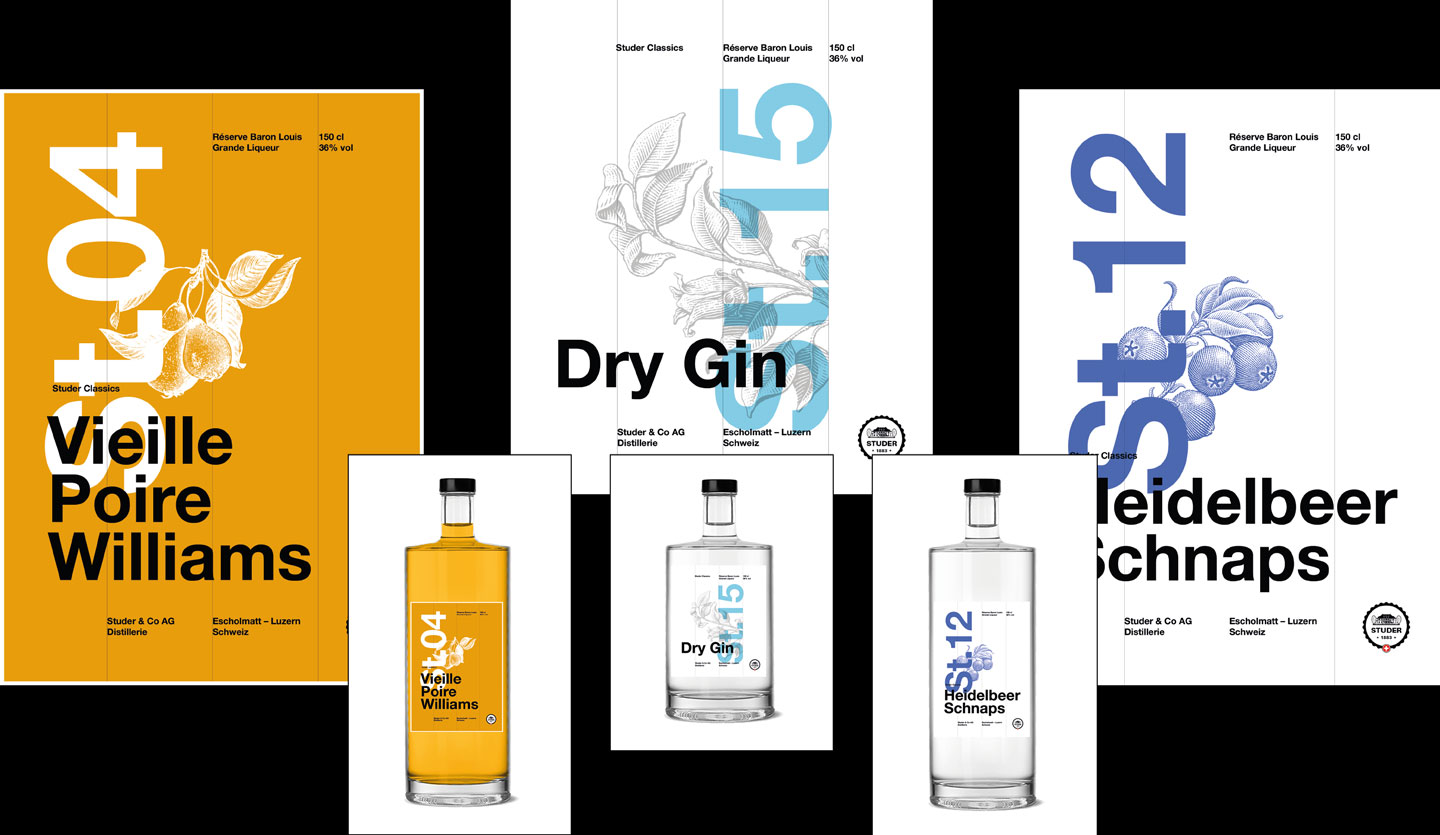 Réserve Baron Louis
Grande Liqueur
150 cl
36% vol
St.04
Studer Classics
Vieille
Poire
Williams
Studer & Co AG
Distillerie
Escholmatt – Luzern
Schweiz
Studer Classics
Réserve Baron Louis
Grande Liqueur
150 cl
36% vol
St.15
Dry Gin
Studer & Co AG
Distillerie
Escholmatt – Luzern
Schweiz
STUDER
1883
Réserve Baron Louis
Grande Liqueur
150 cl
36% vol
St.12
Studer Classics
Heidelbeer
Schnaps
Studer & Co AG
Distillerie
Escholmatt – Luzern
Schweiz
STUDER
1883
St.04
Vieille
Poire
Williams
St.15
Dry Gin
St.12
Heidelbeer
Schnaps